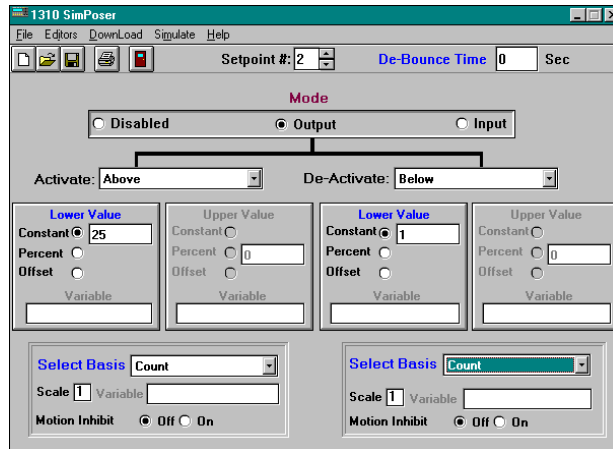 1310 SimPoser
File Editors DownLoad Simulate Help
Setpoint #: 2 De-Bounce Time 0 Sec
Mode
Disabled Output Input
Activate: Above De-Activate: Below
Lower Value Upper Value Lower Value Upper Value
Constant 25 Constant Constant 1 Constant
Percent Percent 0 Percent Percent 0
Offset Offset Offset Offset
Variable Variable Variable Variable
Select Basis Count Select Basis Count
Scale 1 Variable Scale 1 Variable
Motion Inhibit Off On Motion Inhibit Off On